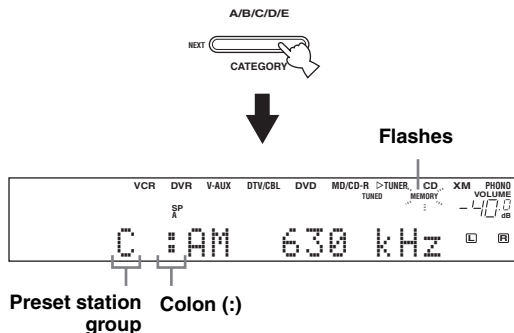 A/B/C/D/E
NEXT
CATEGORY
Flashes
VCR DVR V-AUX DTV/CBL DVD MD/CD-R ▷TUNER CD XM PHONO
TUNED MEMORY VOLUME
SP
A
-40.0 dB
C :AM 630 kHz L R
Preset station group
Colon (:)